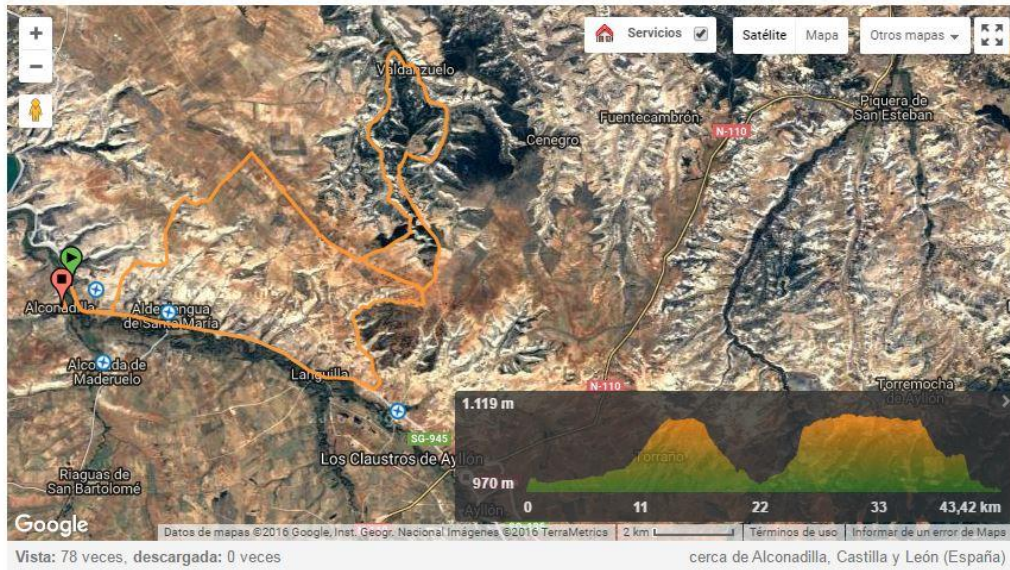 +
Servicios
Satélite Mapa
Otros mapas
−
Valdanzuelo
Piquera de
San Esteban
Fuentecambrón
N-110
Cenegro
Alconadilla
Aldealengua
de Santa María
Alconada de
Maderuelo
Languilla
N-110
Torremocha
de Ayllón
1.119 m
SG-945
Los Claustros de Ayllón
Torraño
Riaguas de
San Bartolomé
970 m
Ayllón
0 11 22 33 43,42 km
Google
Datos de mapas ©2016 Google, Inst. Geogr. Nacional Imágenes ©2016 TerraMetrics 2 km Términos de uso Informar de un error de Maps
Vista: 78 veces, descargada: 0 veces cerca de Alconadilla, Castilla y León (España)